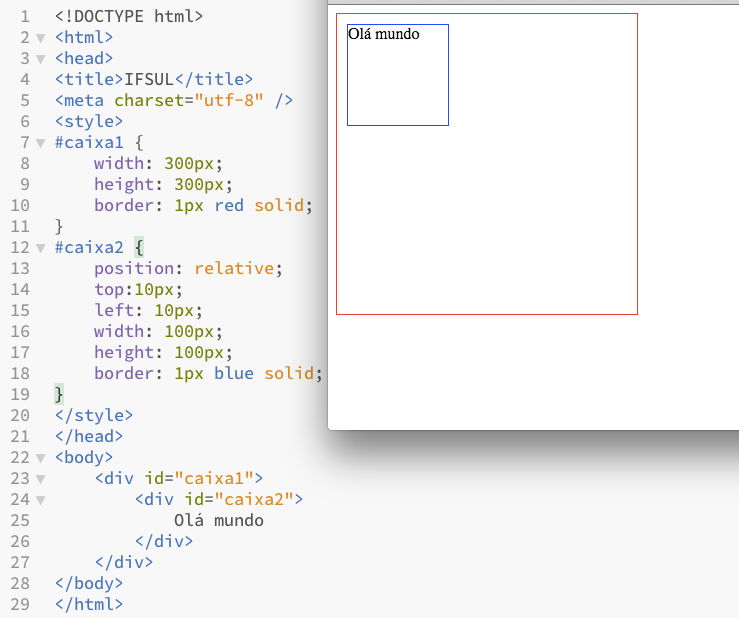 1 <!DOCTYPE html>
2 <html>
3 <head>
4 <title>IFSUL</title>
5 <meta charset="utf-8" />
6 <style>
7 #caixa1 {
8     width: 300px;
9     height: 300px;
10     border: 1px red solid;
11 }
12 #caixa2 {
13     position: relative;
14     top:10px;
15     left: 10px;
16     width: 100px;
17     height: 100px;
18     border: 1px blue solid;
19 }
20 </style>
21 </head>
22 <body>
23     <div id="caixa1">
24         <div id="caixa2">
25             Olá mundo
26         </div>
27     </div>
28 </body>
29 </html>
Olá mundo